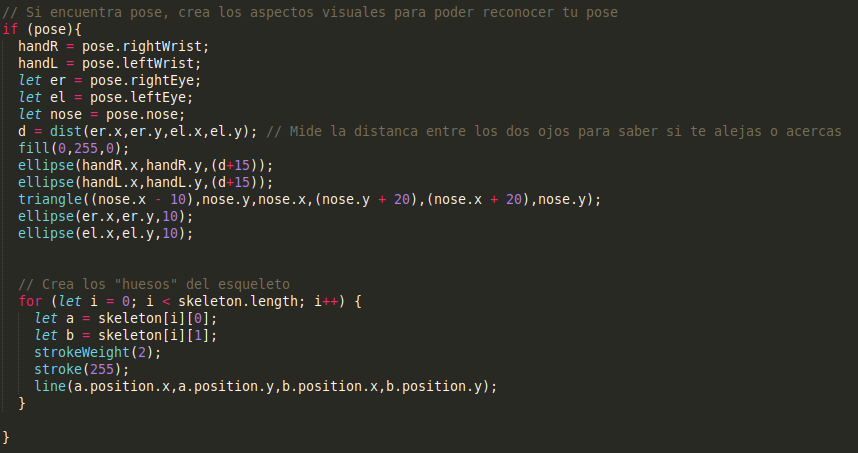 // Si encuentra pose, crea los aspectos visuales para poder reconocer tu pose
if (pose){
handR = pose.rightWrist;
handL = pose.leftWrist;
let er = pose.rightEye;
let el = pose.leftEye;
let nose = pose.nose;
d = dist(er.x,er.y,el.x,el.y); // Mide la distanca entre los dos ojos para saber si te alejas o acercas
fill(0,255,0);
ellipse(handR.x,handR.y,(d+15));
ellipse(handL.x,handL.y,(d+15));
triangle((nose.x - 10),nose.y,nose.x,(nose.y + 20),(nose.x + 20),nose.y);
ellipse(er.x,er.y,10);
ellipse(el.x,el.y,10);
// Crea los "huesos" del esqueleto
for (let i = 0; i < skeleton.length; i++) {
let a = skeleton[i][0];
let b = skeleton[i][1];
strokeWeight(2);
stroke(255);
line(a.position.x,a.position.y,b.position.x,b.position.y);
}
}